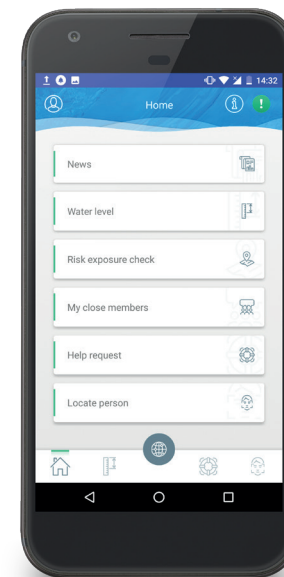 14:32
Home
News
Water level
Risk exposure check
My close members
Help request
Locate person